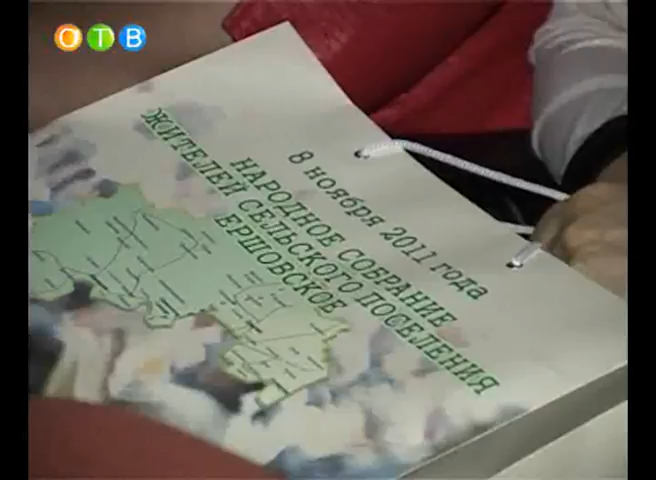 ОТВ
8 ноября 2011 года
НАРОДНОЕ СОБРАНИЕ
ЖИТЕЛЕЙ СЕЛЬСКОГО ПОСЕЛЕНИЯ
ЕРШОВСКОЕ